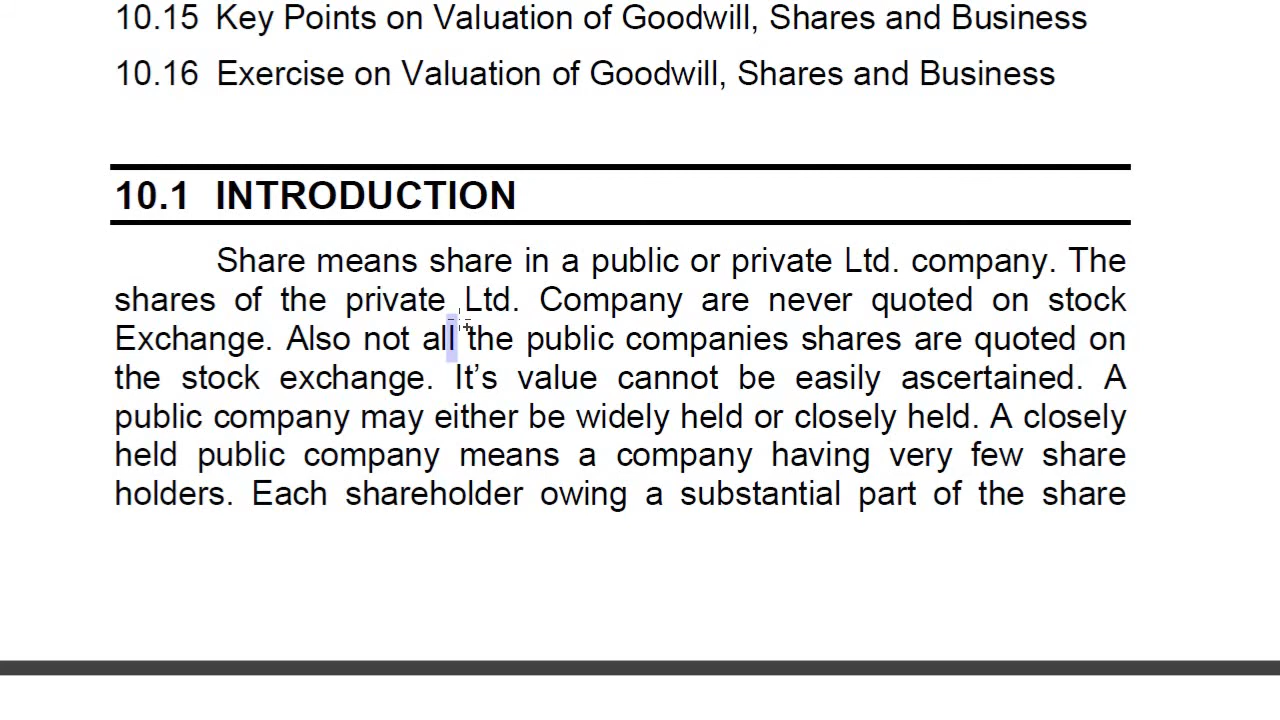 10.15 Key Points on Valuation of Goodwill, Shares and Business
10.16 Exercise on Valuation of Goodwill, Shares and Business
10.1 INTRODUCTION
Share means share in a public or private Ltd. company. The
shares of the private Ltd. Company are never quoted on stock
Exchange. Also not all the public companies shares are quoted on
the stock exchange. It’s value cannot be easily ascertained. A
public company may either be widely held or closely held. A closely
held public company means a company having very few share
holders. Each shareholder owing a substantial part of the share